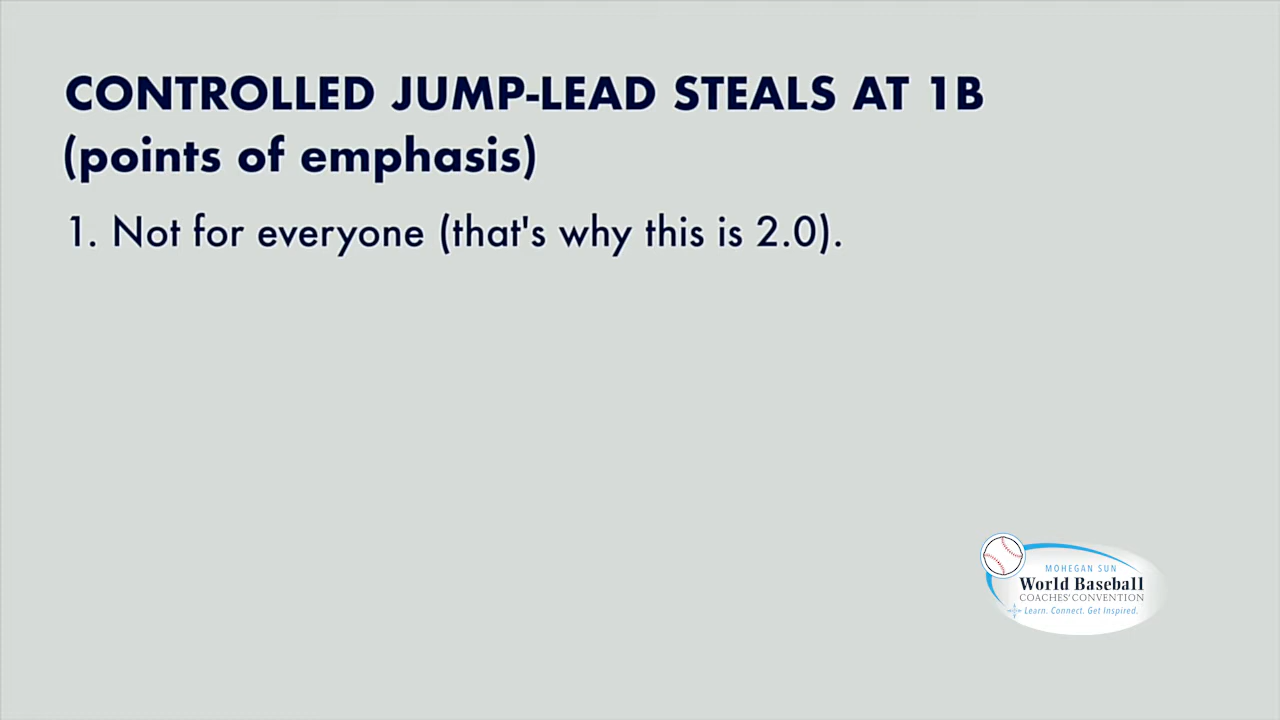 CONTROLLED JUMP-LEAD STEALS AT 1B
(points of emphasis)
1. Not for everyone (that's why this is 2.0).
MOHEGAN SUN
World Baseball
COACHES' CONVENTION
Learn. Connect. Get Inspired.